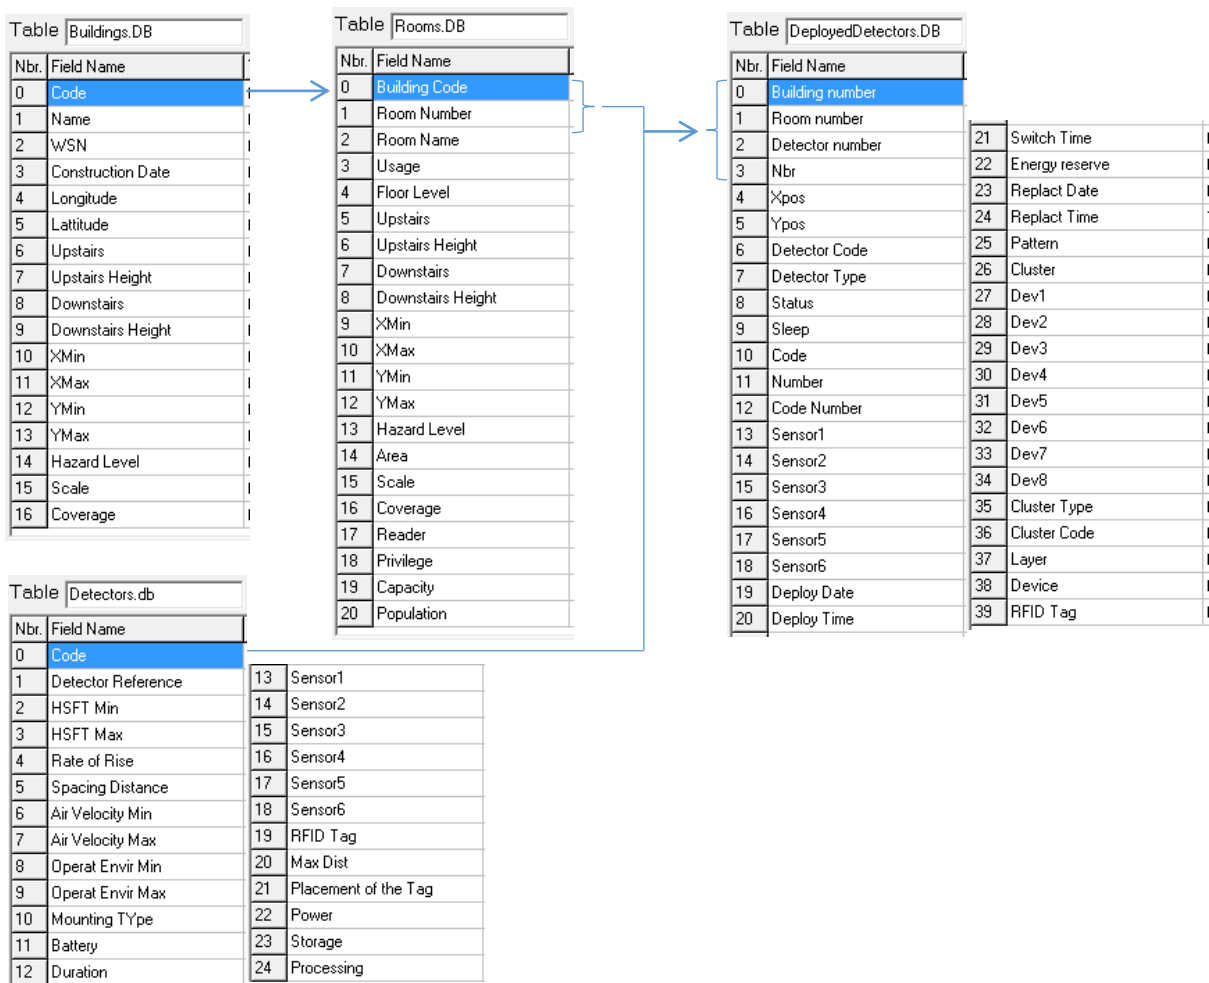 Table Buildings.DB
Nbr. Field Name
0 Code
1 Name
2 WSN
3 Construction Date
4 Longitude
5 Lattitude
6 Upstairs
7 Upstairs Height
8 Downstairs
9 Downstairs Height
10 XMin
11 XMax
12 YMin
13 YMax
14 Hazard Level
15 Scale
16 Coverage
Table Rooms.DB
Nbr. Field Name
0 Building Code
1 Room Number
2 Room Name
3 Usage
4 Floor Level
5 Upstairs
6 Upstairs Height
7 Downstairs
8 Downstairs Height
9 XMin
10 XMax
11 YMin
12 YMax
13 Hazard Level
14 Area
15 Scale
16 Coverage
17 Reader
18 Privilege
19 Capacity
20 Population
Table DeployedDetectors.DB
Nbr. Field Name
0 Building number
1 Room number
2 Detector number
3 Nbr
4 Xpos
5 Ypos
6 Detector Code
7 Detector Type
8 Status
9 Sleep
10 Code
11 Number
12 Code Number
13 Sensor1
14 Sensor2
15 Sensor3
16 Sensor4
17 Sensor5
18 Sensor6
19 Deploy Date
20 Deploy Time
21 Switch Time
22 Energy reserve
23 Replact Date
24 Replact Time
25 Pattern
26 Cluster
27 Dev1
28 Dev2
29 Dev3
30 Dev4
31 Dev5
32 Dev6
33 Dev7
34 Dev8
35 Cluster Type
36 Cluster Code
37 Layer
38 Device
39 RFID Tag
Table Detectors.db
Nbr. Field Name
0 Code
1 Detector Reference
2 HSFT Min
3 HSFT Max
4 Rate of Rise
5 Spacing Distance
6 Air Velocity Min
7 Air Velocity Max
8 Operat Envir Min
9 Operat Envir Max
10 Mounting TYpe
11 Battery
12 Duration
13 Sensor1
14 Sensor2
15 Sensor3
16 Sensor4
17 Sensor5
18 Sensor6
19 RFID Tag
20 Max Dist
21 Placement of the Tag
22 Power
23 Storage
24 Processing